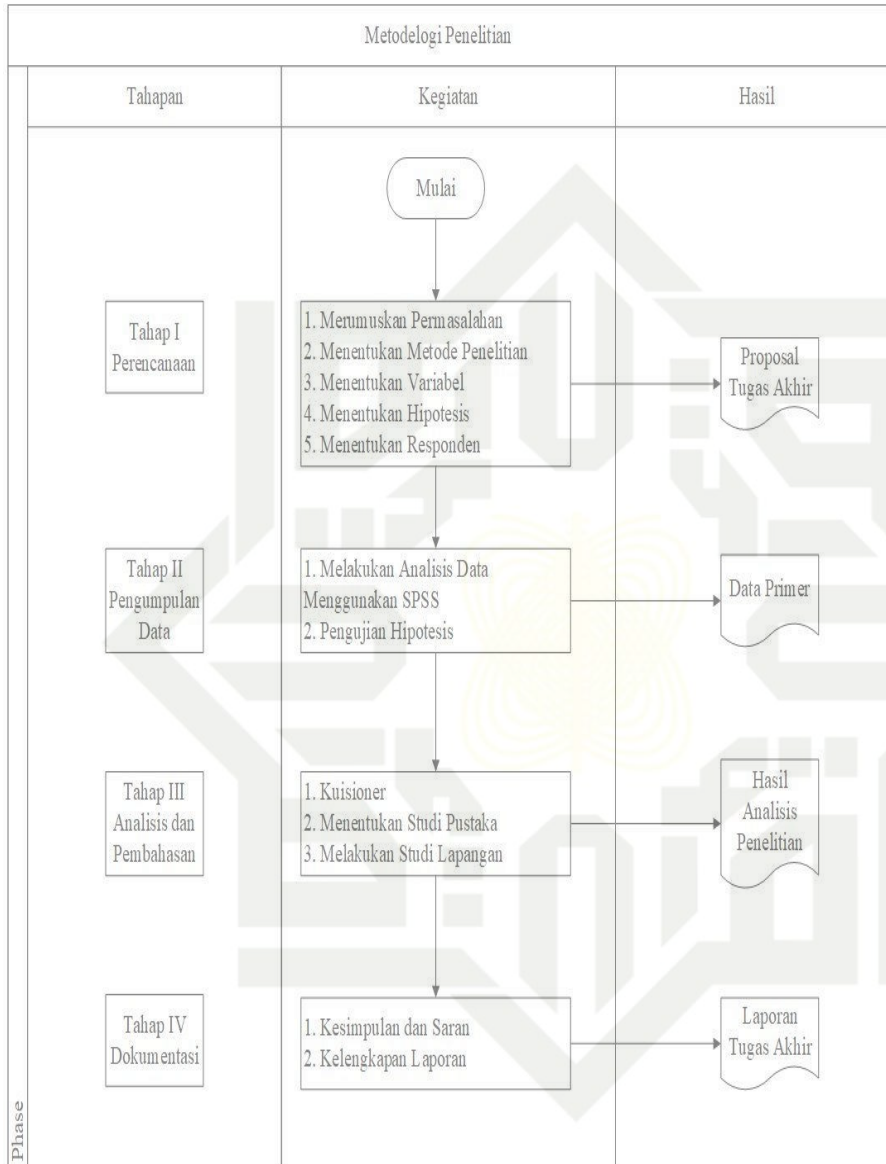 Metodelogi Penelitian
Tahapan
Kegiatan
Hasil
Mulai
Tahap I
Perencanaan
1. Merumuskan Permasalahan
2. Menentukan Metode Penelitian
3. Menentukan Variabel
4. Menentukan Hipotesis
5. Menentukan Responden
Proposal
Tugas Akhir
Tahap II
Pengumpulan
Data
1. Melakukan Analisis Data
Menggunakan SPSS
2. Pengujian Hipotesis
Data Primer
Tahap III
Analisis dan
Pembahasan
1. Kuisioner
2. Menentukan Studi Pustaka
3. Melakukan Studi Lapangan
Hasil
Analisis
Penelitian
Tahap IV
Dokumentasi
1. Kesimpulan dan Saran
2. Kelengkapan Laporan
Laporan
Tugas Akhir
Phase